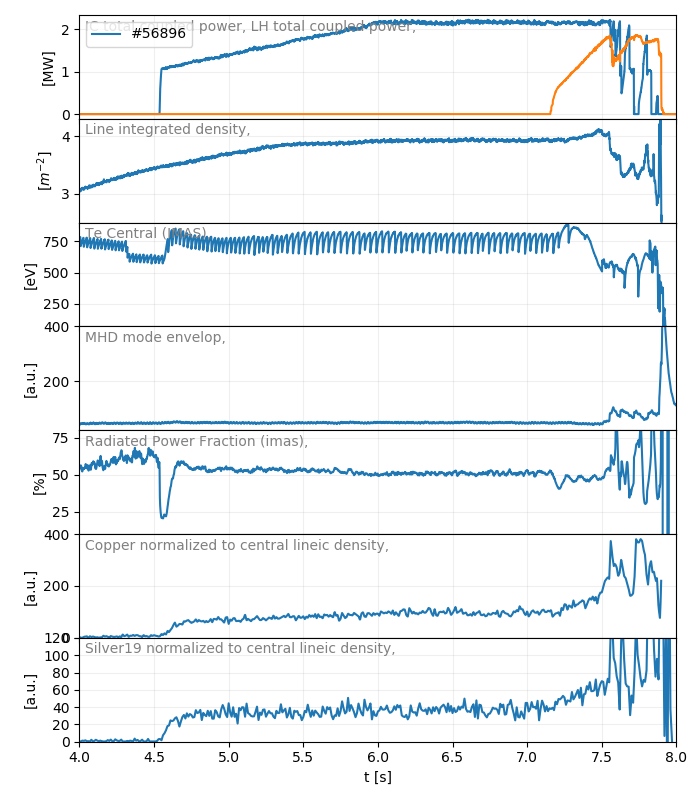 IC total coupled power, LH total coupled power,
#56896
2
1
0
[MW]
Line integrated density,
4
3
[m⁻²]
Te Central (IMAS)
750
500
250
[eV]
400
MHD mode envelop,
200
[a.u.]
Radiated Power Fraction (imas),
75
50
25
[%]
400
Copper normalized to central lineic density,
200
[a.u.]
0
120
Silver19 normalized to central lineic density,
100
80
60
40
20
0
[a.u.]
4.0 4.5 5.0 5.5 6.0 6.5 7.0 7.5 8.0
t [s]